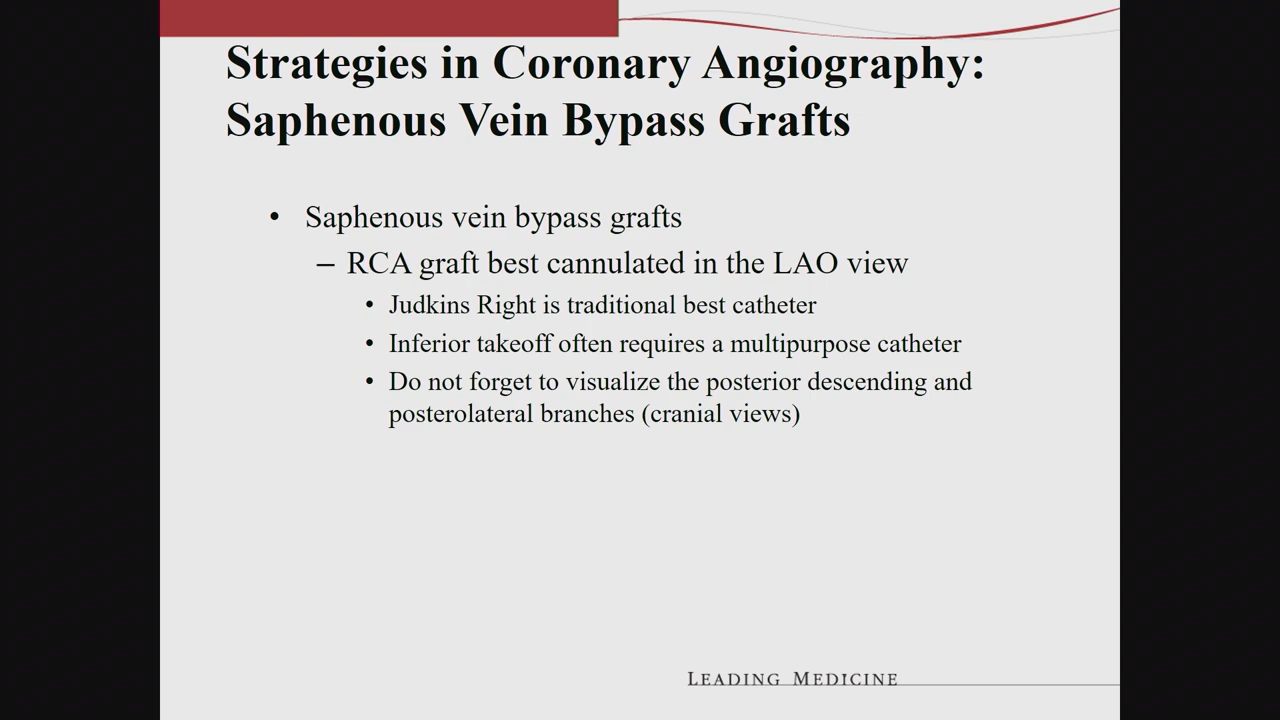 Strategies in Coronary Angiography:
Saphenous Vein Bypass Grafts
• Saphenous vein bypass grafts
– RCA graft best cannulated in the LAO view
• Judkins Right is traditional best catheter
• Inferior takeoff often requires a multipurpose catheter
• Do not forget to visualize the posterior descending and
posterolateral branches (cranial views)
LEADING MEDICINE